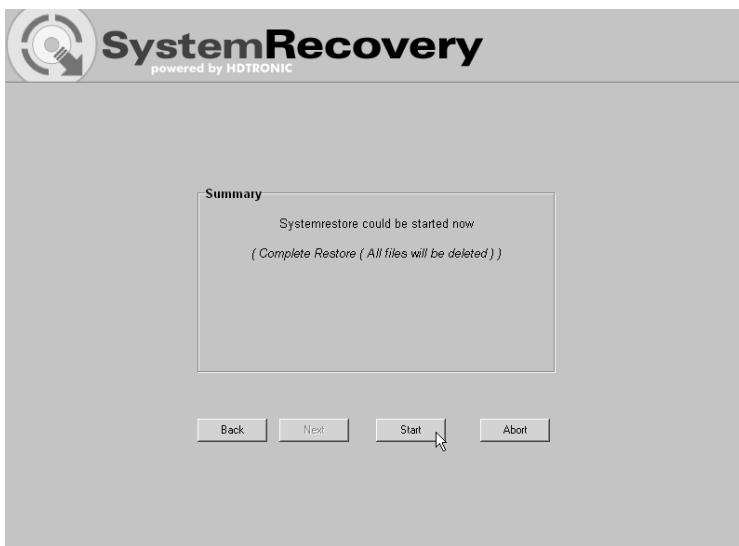 SystemRecovery
powered by HDTRONIC
Summary
Systemrestore could be started now
( Complete Restore ( All files will be deleted ) )
Back Next Start Abort